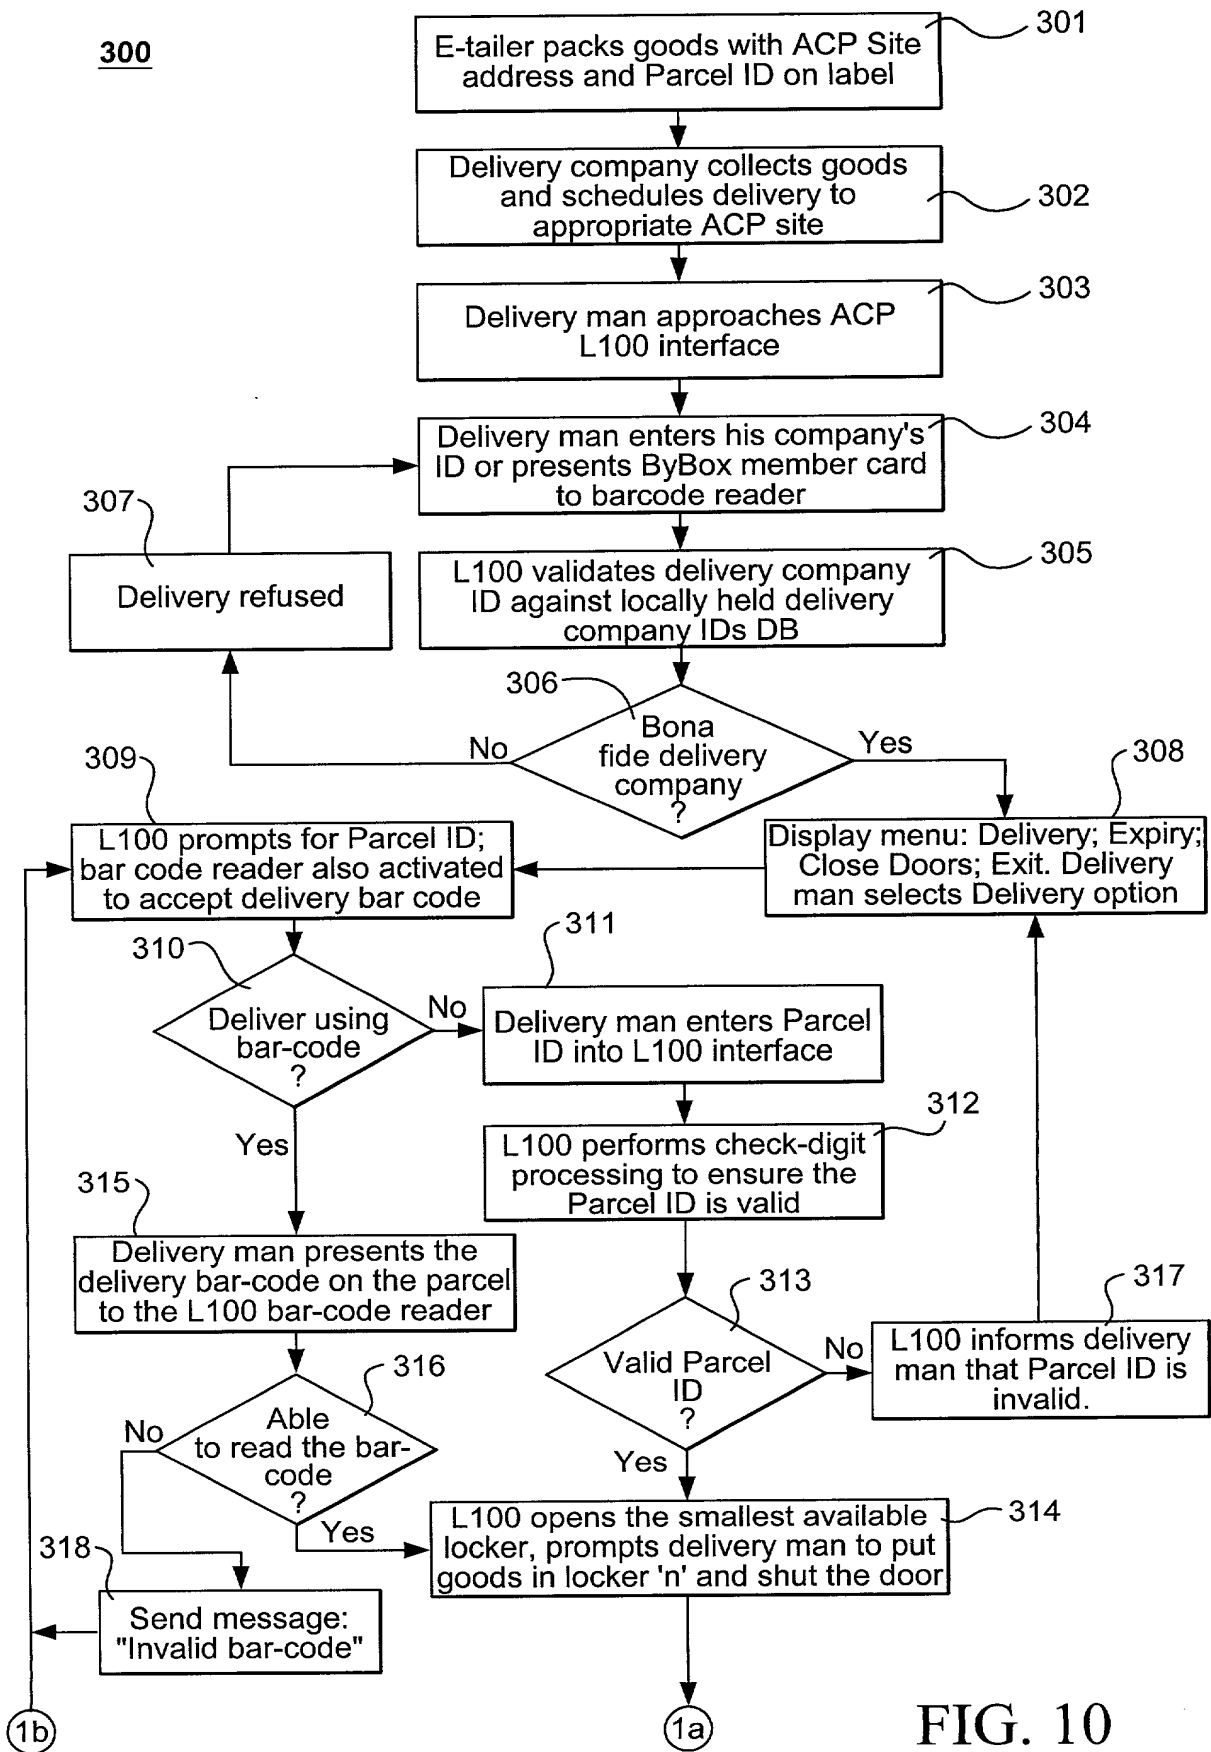 300
301
E-tailer packs goods with ACP Site
address and Parcel ID on label
Delivery company collects goods
and schedules delivery to
appropriate ACP site
302
303
Delivery man approaches ACP
L100 interface
304
Delivery man enters his company's
ID or presents ByBox member card
to barcode reader
307
Delivery refused
305
L100 validates delivery company
ID against locally held delivery
company IDs DB
306
Bona
fide delivery
company
?
No
Yes
309
308
L100 prompts for Parcel ID;
bar code reader also activated
to accept delivery bar code
Display menu: Delivery; Expiry;
Close Doors; Exit. Delivery
man selects Delivery option
310
311
Deliver using
bar-code
?
No
Delivery man enters Parcel
ID into L100 interface
Yes
312
L100 performs check-digit
processing to ensure the
Parcel ID is valid
315
Delivery man presents the
delivery bar-code on the parcel
to the L100 bar-code reader
313
317
Valid Parcel
ID
?
No
L100 informs delivery
man that Parcel ID is
invalid.
316
Able
to read the bar-
code
?
No
Yes
Yes
314
L100 opens the smallest available
locker, prompts delivery man to put
goods in locker 'n' and shut the door
318
Send message:
"Invalid bar-code"
1b
1a
FIG. 10